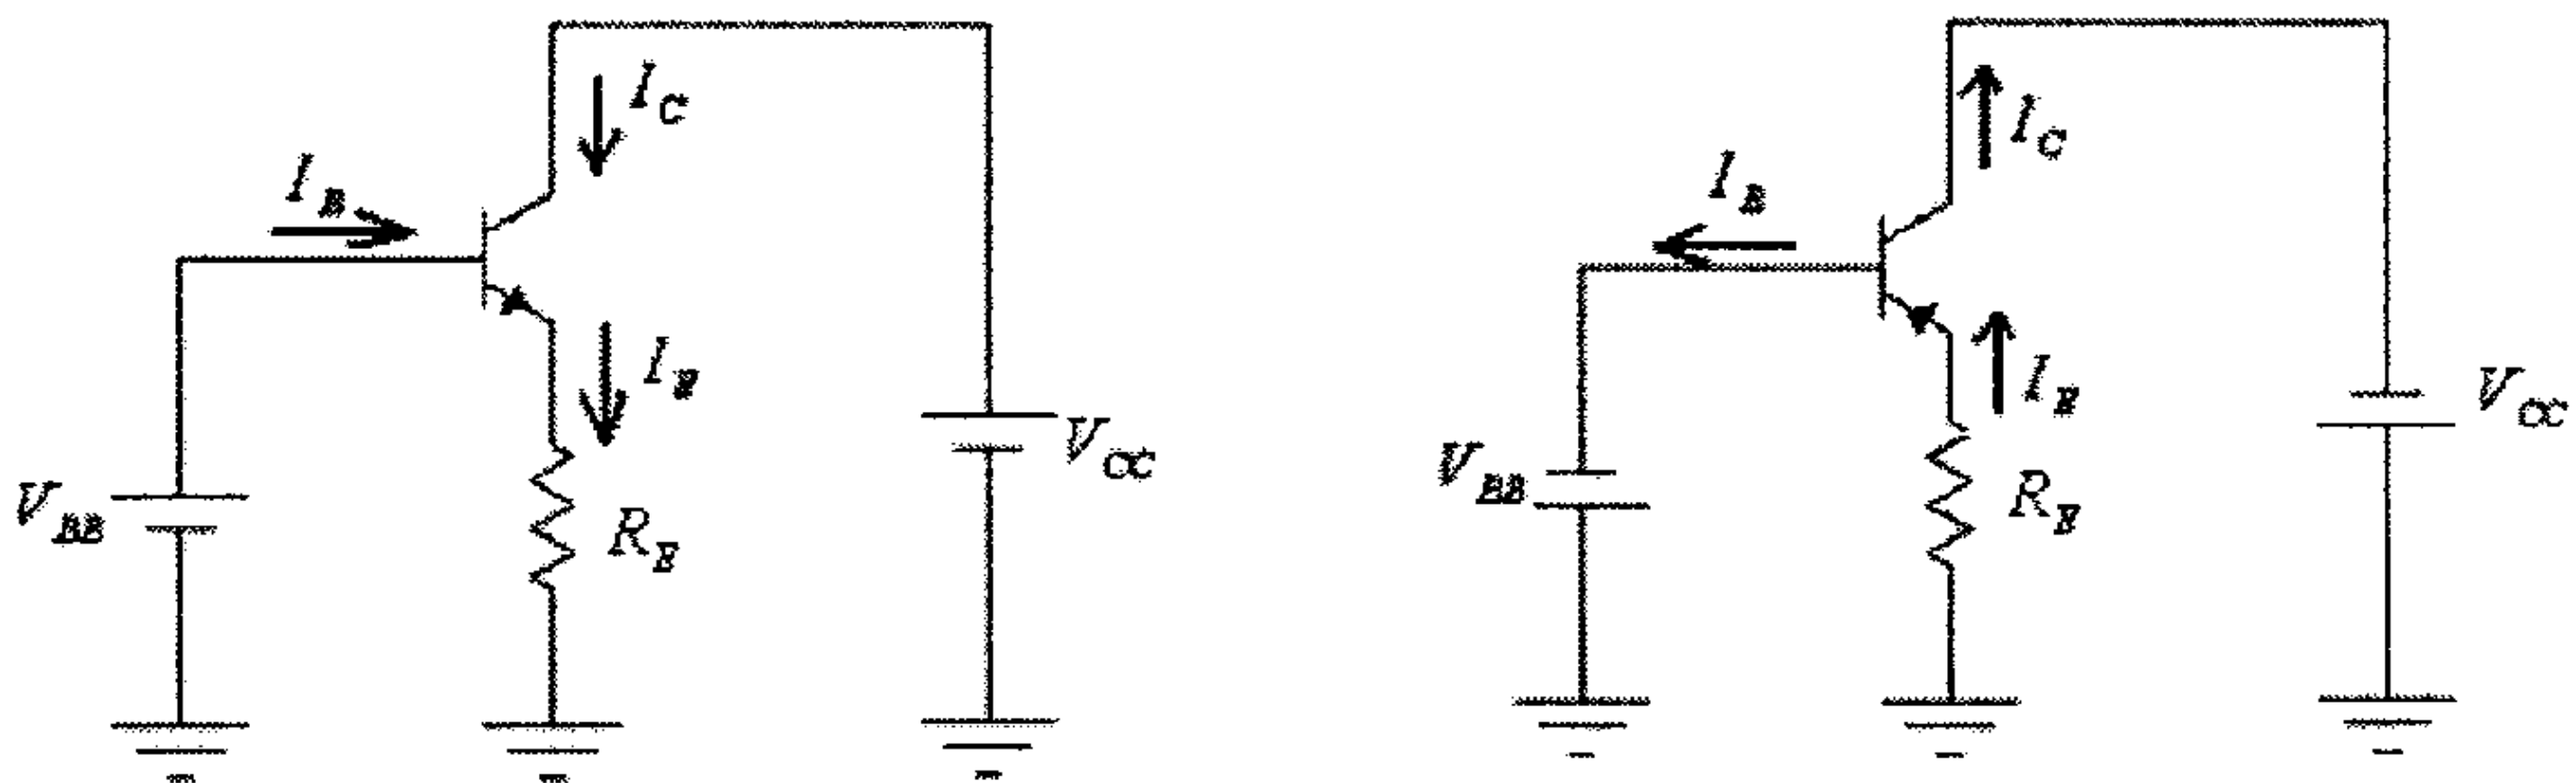 I_C
I_B
I_E
V_CC
V_BB
R_E
I_C
I_B
I_E
V_CC
V_BB
R_E